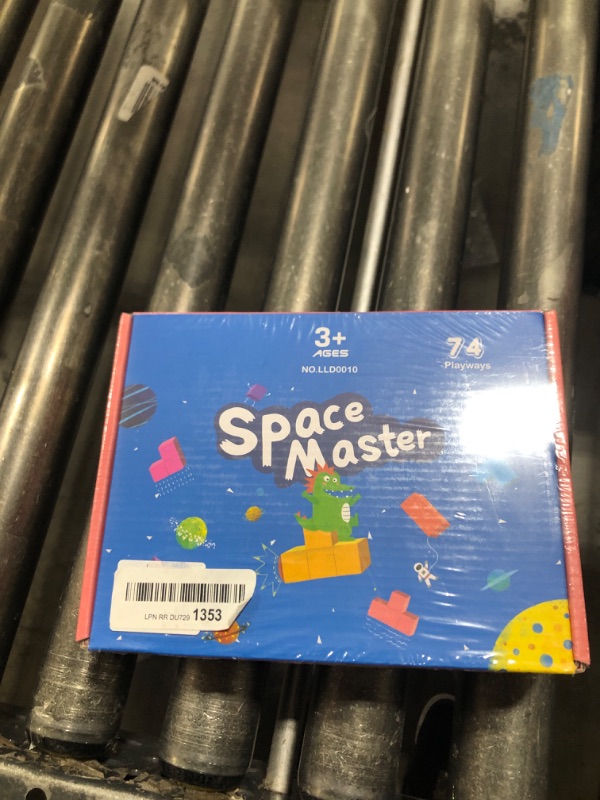 3+
AGES
NO.LLD0010
74
Playways
Space
Master
LPN RR DU729 1353